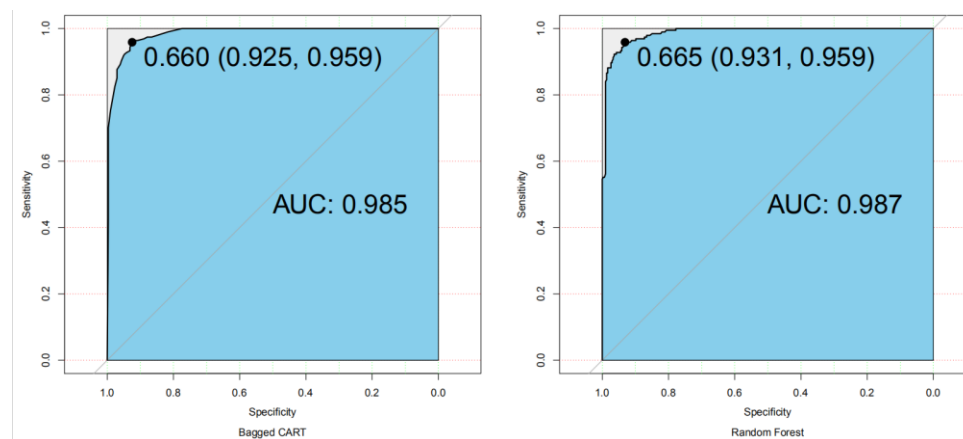 1.0
0.8
0.6
0.4
0.2
0.0
Sensitivity
0.660 (0.925, 0.959)
AUC: 0.985
1.0 0.8 0.6 0.4 0.2 0.0
Specificity
Bagged CART
1.0
0.8
0.6
0.4
0.2
0.0
Sensitivity
0.665 (0.931, 0.959)
AUC: 0.987
1.0 0.8 0.6 0.4 0.2 0.0
Specificity
Random Forest